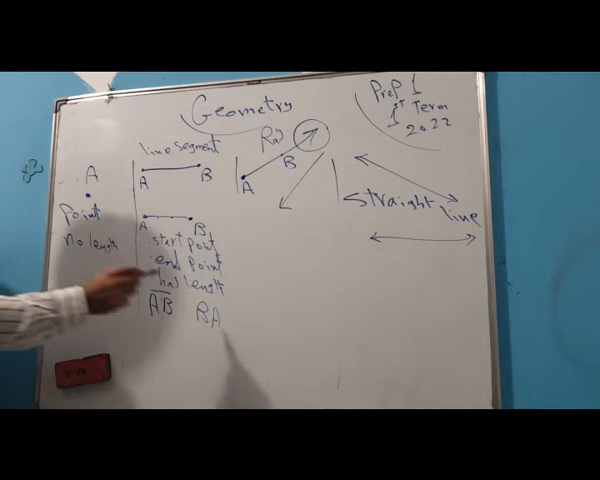 Geometry
Prep 1
1st Term
2022
A
point
no length
line segment
A B
A B
start point
end point
has length
AB BA
Ray
A B
straight line